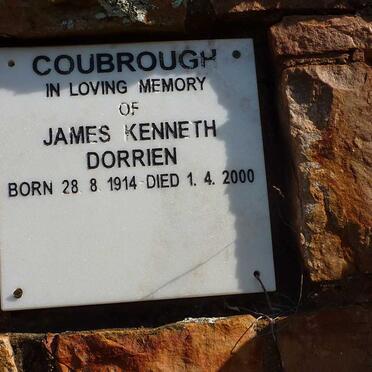 COUBROUGH
IN LOVING MEMORY
OF
JAMES KENNETH
DORRIEN
BORN 28 8 1914 DIED 1. 4. 2000